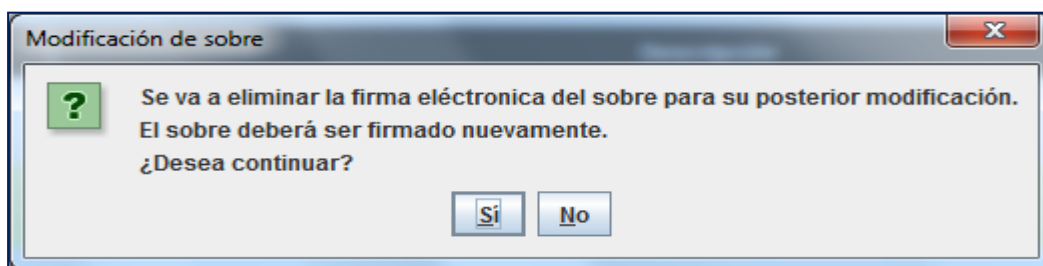 Modificación de sobre
Se va a eliminar la firma eléctronica del sobre para su posterior modificación.
El sobre deberá ser firmado nuevamente.
¿Desea continuar?
Sí
No